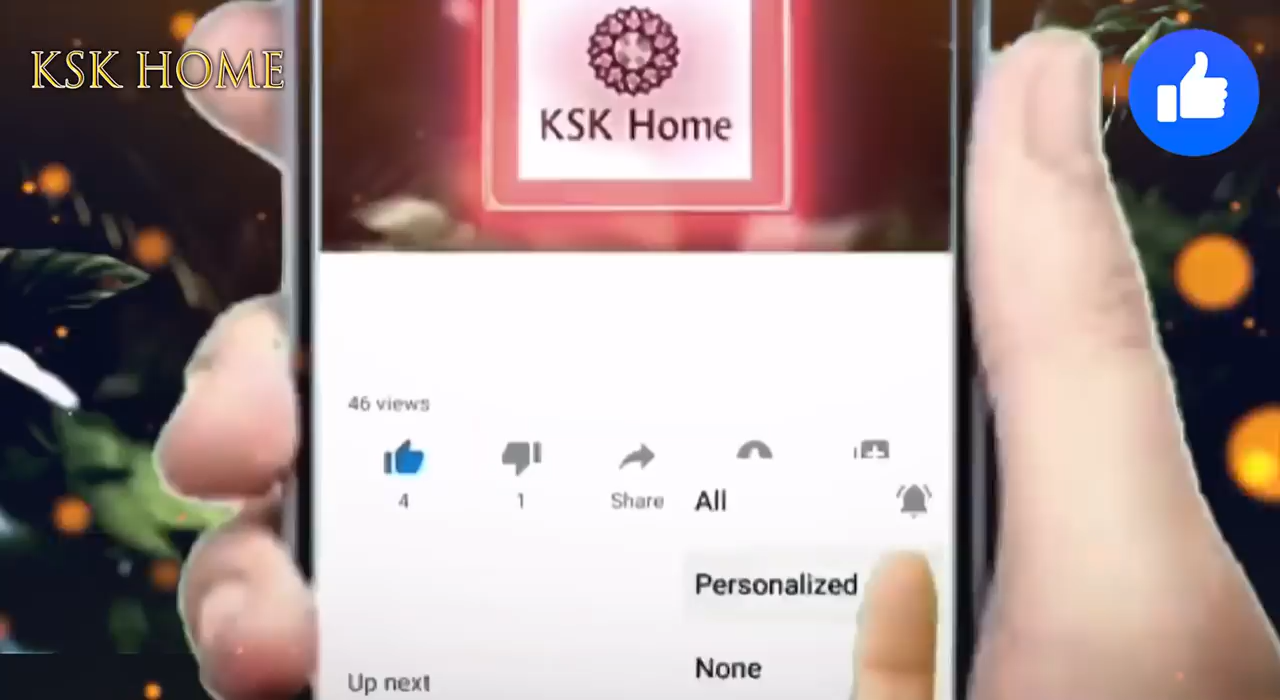 KSK HOME
KSK Home
46 views
4
1
Share
All
Personalized
None
Up next